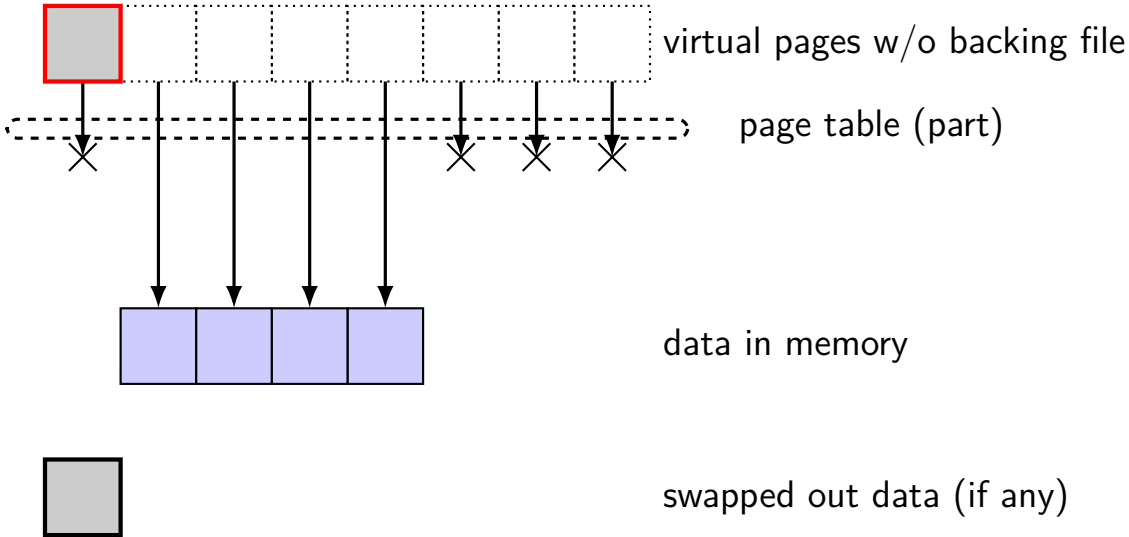 virtual pages w/o backing file
page table (part)
data in memory
swapped out data (if any)